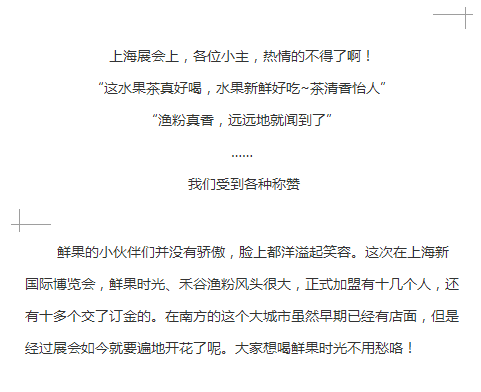 上海展会上，各位小主，热情的不得了啊！
“这水果茶真好喝，水果新鲜好吃~茶清香怡人”
“渔粉真香，远远地就闻到了”
……
我们受到各种称赞
鲜果的小伙伴们并没有骄傲，脸上都洋溢起笑容。这次在上海新
国际博览会，鲜果时光、禾谷渔粉风头很大，正式加盟有十几个人，还
有十多个交了订金的。在南方的这个大城市虽然早期已经有店面，但是
经过展会如今就要遍地开花了呢。大家想喝鲜果时光不用愁咯！